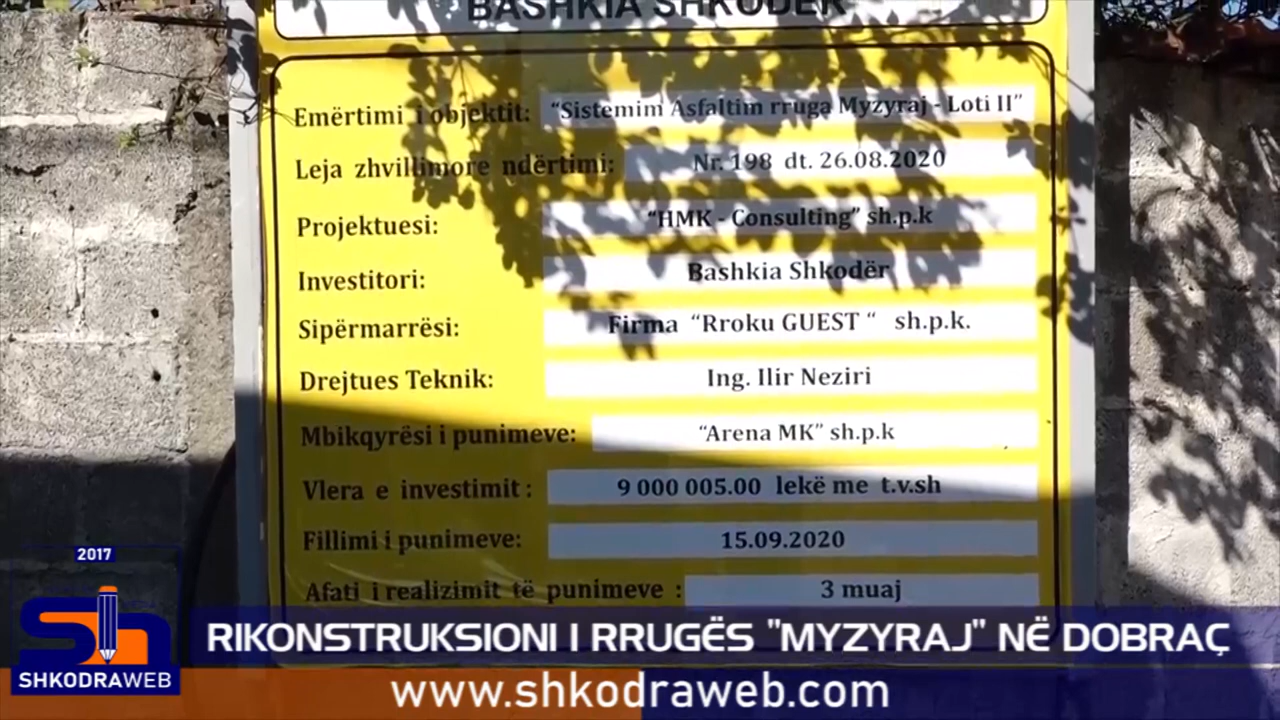 BASHKIA SHKODËR
Emërtimi i objektit: “Sistemim Asfaltim rruga Myzyraj - Loti II”
Leja zhvillimore ndërtimi: Nr. 198 dt. 26.08.2020
Projektuesi: “HMK - Consulting” sh.p.k
Investitori: Bashkia Shkodër
Sipërmarrësi: Firma “Rroku GUEST “ sh.p.k.
Drejtues Teknik: Ing. Ilir Neziri
Mbikqyrësi i punimeve: “Arena MK” sh.p.k
Vlera e investimit : 9 000 005.00 lekë me t.v.sh
Fillimi i punimeve: 15.09.2020
Afati i realizimit të punimeve : 3 muaj
2017
sh
SHKODRAWEB
RIKONSTRUKSIONI I RRUGËS "MYZYRAJ" NË DOBRAÇ
www.shkodraweb.com